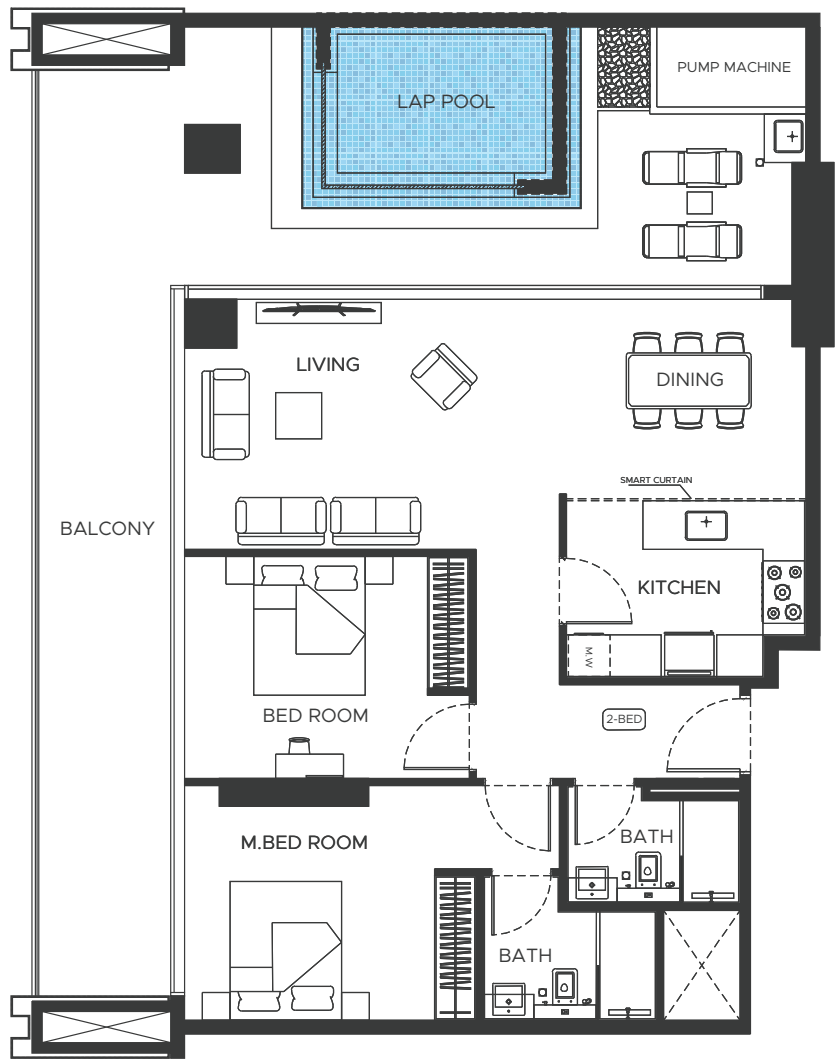 LAP POOL
PUMP MACHINE
LIVING
DINING
SMART CURTAIN
BALCONY
KITCHEN
M.W
BED ROOM
2-BED
M.BED ROOM
BATH
BATH